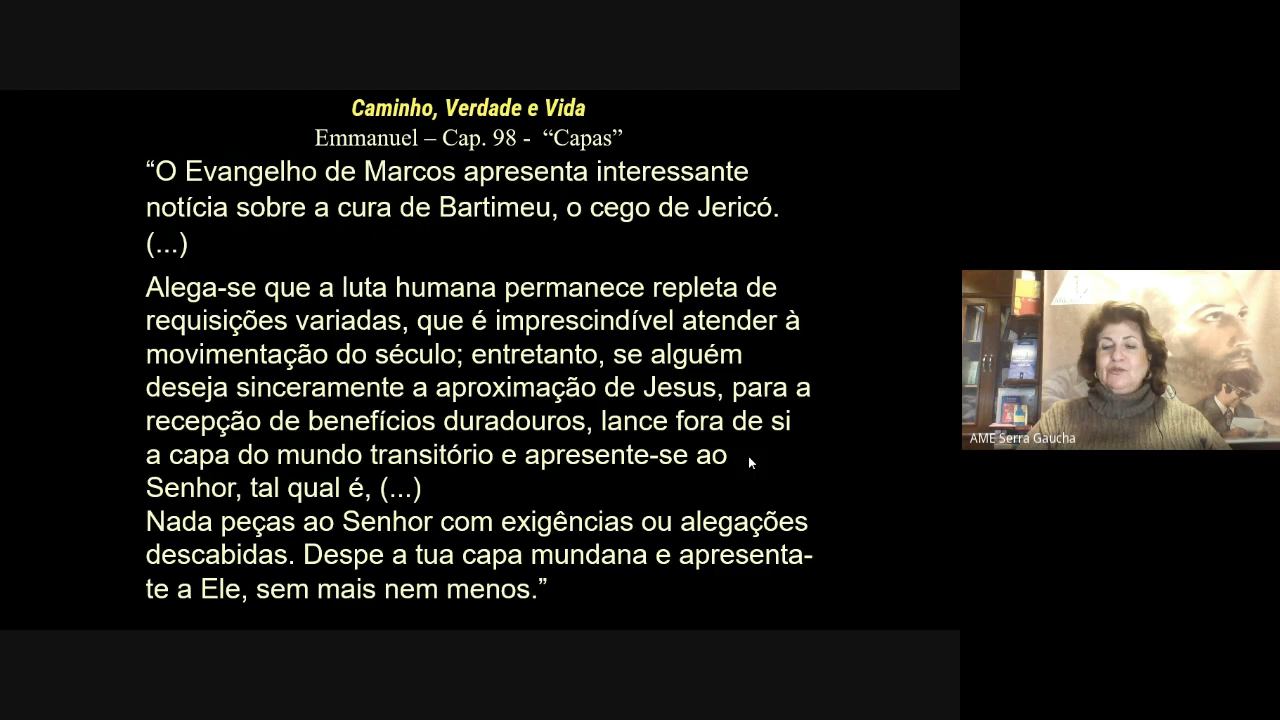 Caminho, Verdade e Vida
Emmanuel – Cap. 98 - “Capas”
“O Evangelho de Marcos apresenta interessante
notícia sobre a cura de Bartimeu, o cego de Jericó.
(...)
Alega-se que a luta humana permanece repleta de
requisições variadas, que é imprescindível atender à
movimentação do século; entretanto, se alguém
deseja sinceramente a aproximação de Jesus, para a
recepção de benefícios duradouros, lance fora de si
a capa do mundo transitório e apresente-se ao
Senhor, tal qual é, (...)
Nada peças ao Senhor com exigências ou alegações
descabidas. Despe a tua capa mundana e apresenta-
te a Ele, sem mais nem menos.”
AME Serra Gaucha